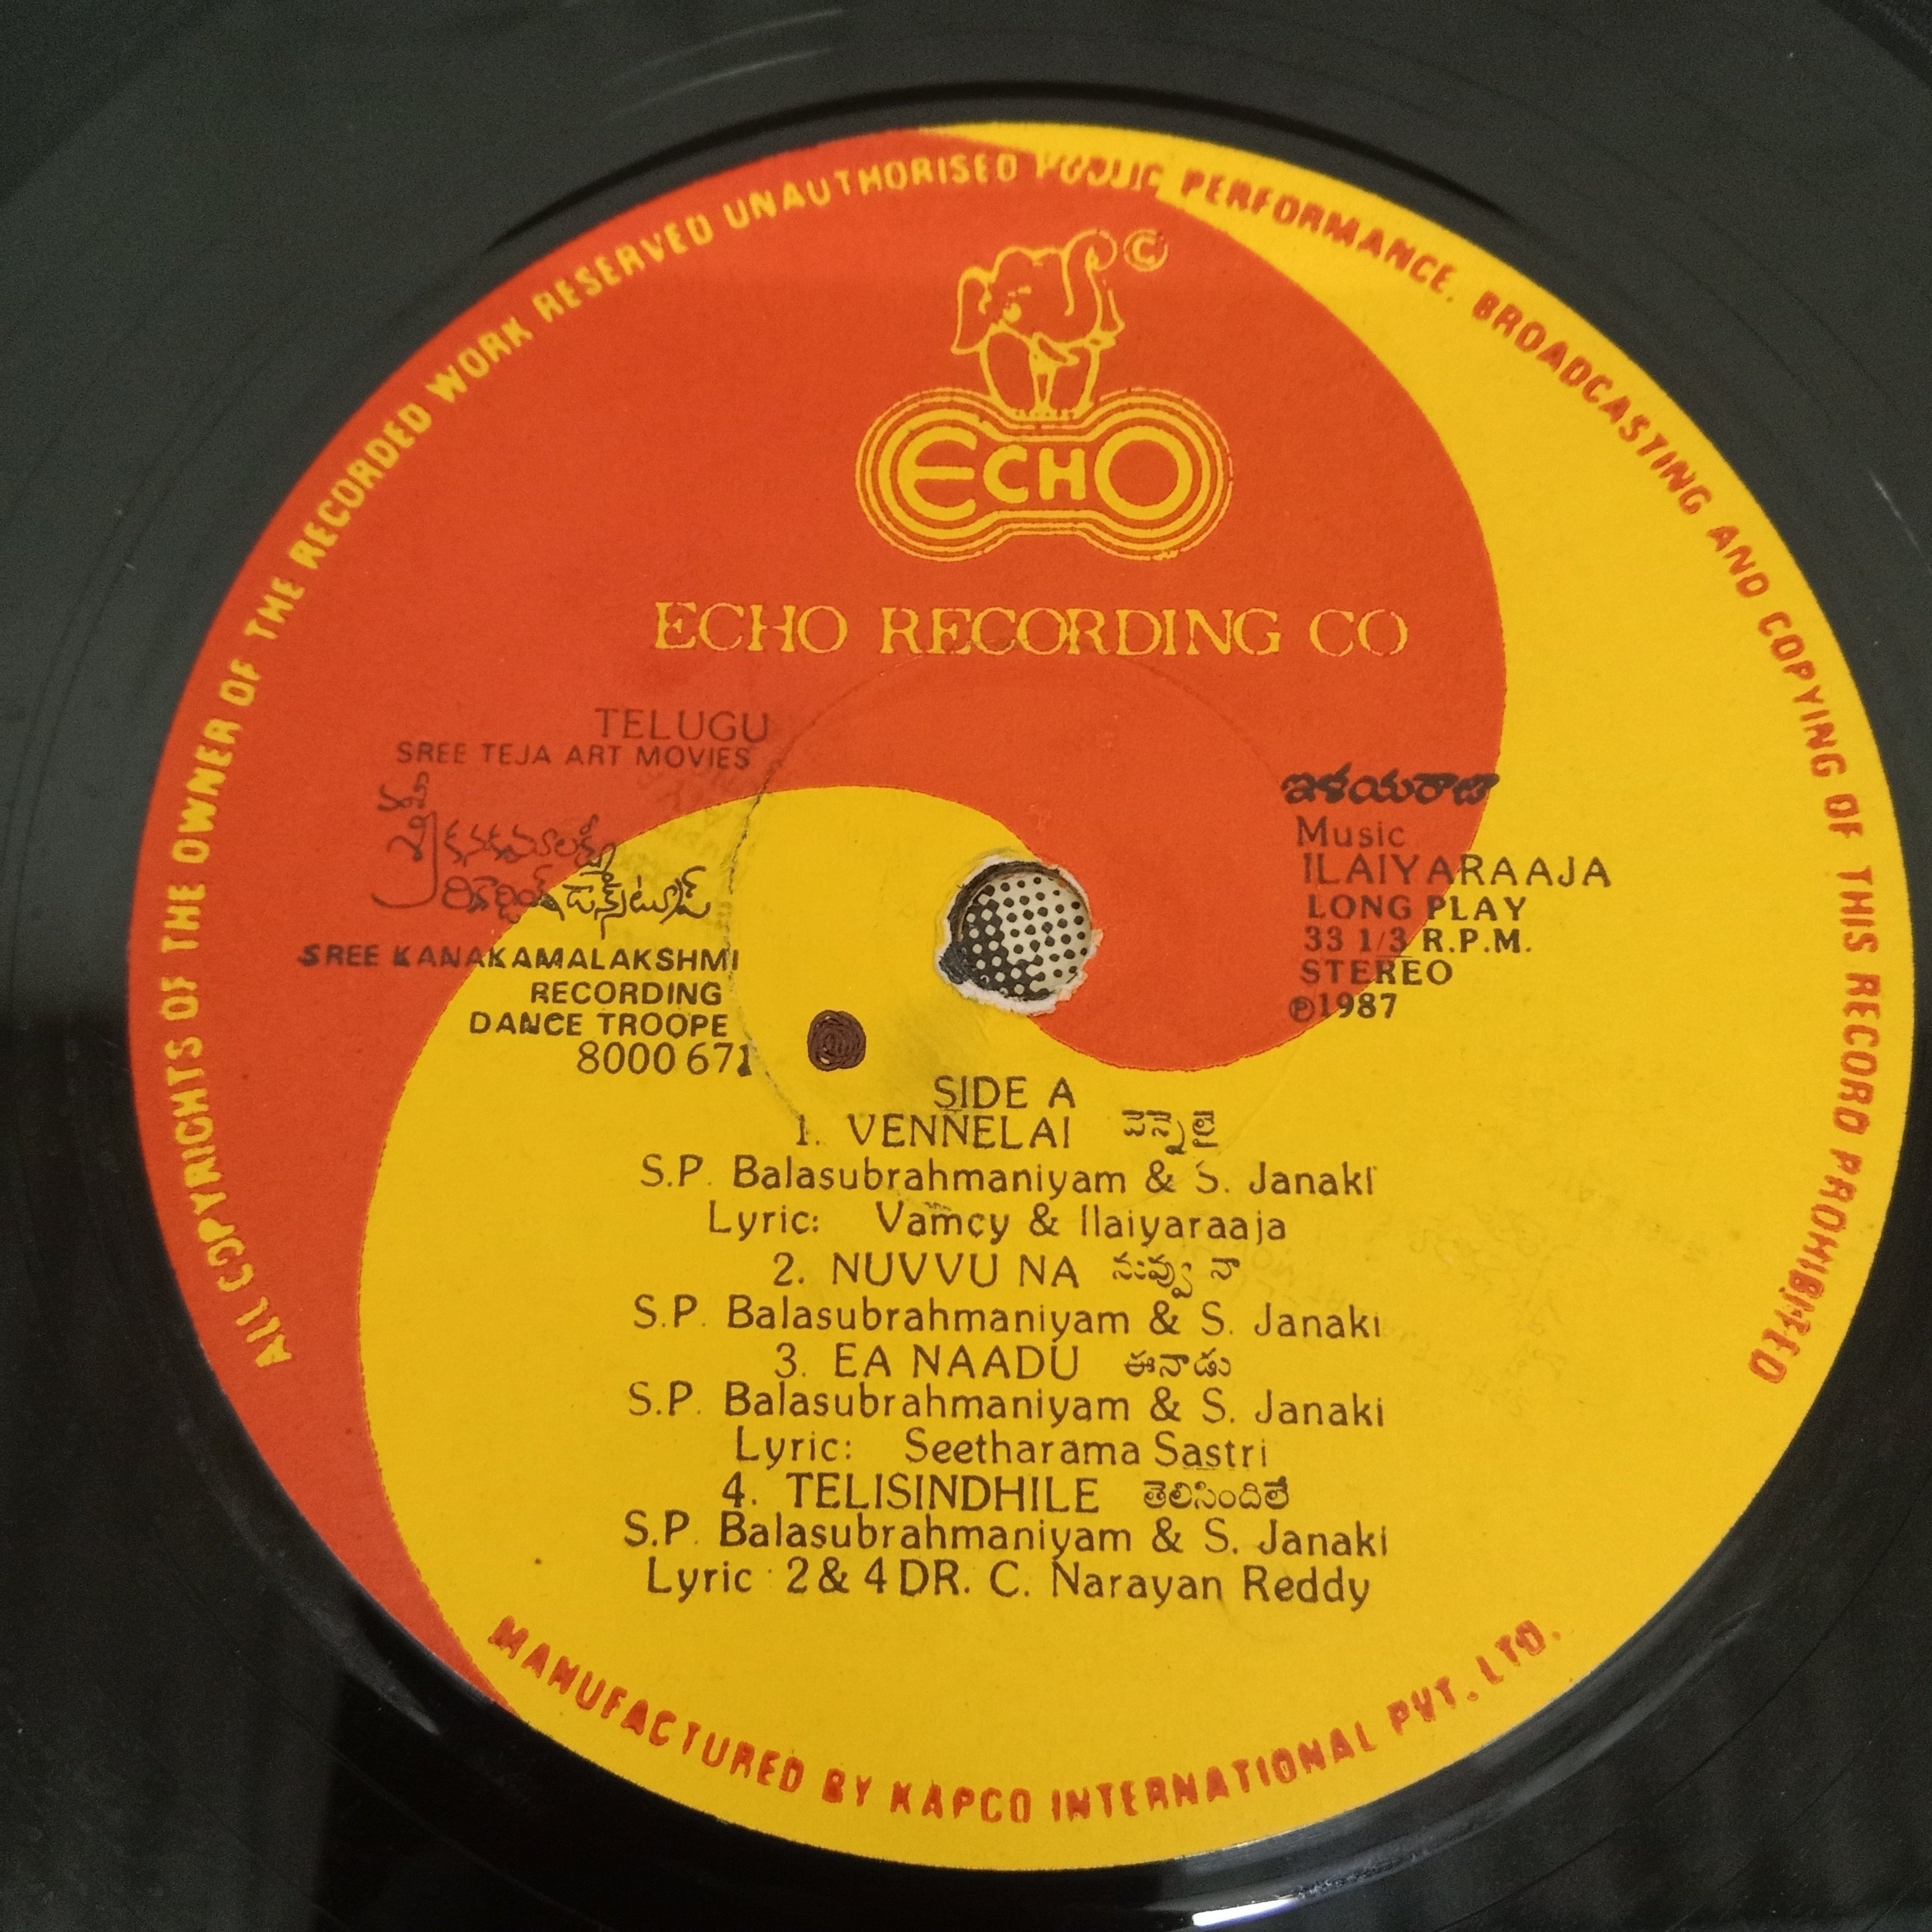 ALL COPYRIGHTS OF THE OWNER OF THE RECORDED WORK RESERVED UNAUTHORISED PUBLIC PERFORMANCE. BROADCASTING AND COPYING OF THIS RECORD PROHIBITED
©
ECHO
ECHO RECORDING CO
TELUGU
SREE TEJA ART MOVIES
వంశీ
శ్రీ కనకమాలక్ష్మి
రికార్డింగ్ డాన్స్ ట్రూప్
SREE KANAKAMALAKSHMI
RECORDING
DANCE TROOPE
8000 671
ఇళయరాజా
Music
ILAIYARAAJA
LONG PLAY
33 1/3 R.P.M.
STEREO
℗1987
SIDE A
1. VENNELAI వెన్నెలై
S.P. Balasubrahmaniyam & S. Janaki
Lyric: Vamcy & Ilaiyaraaja
2. NUVVU NA నువ్వు నా
S.P. Balasubrahmaniyam & S. Janaki
3. EA NAADU ఈనాడు
S.P. Balasubrahmaniyam & S. Janaki
Lyric: Seetharama Sastri
4. TELISINDHILE తెలిసిందిలే
S.P. Balasubrahmaniyam & S. Janaki
Lyric : 2 & 4 DR. C. Narayan Reddy
MANUFACTURED BY KAPCO INTERNATIONAL PVT. LTD.